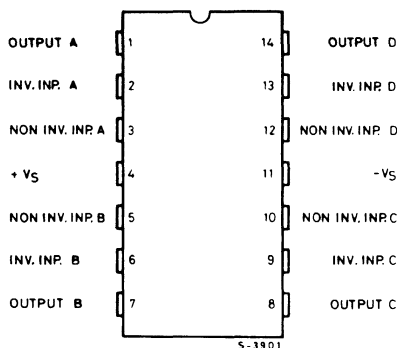 OUTPUT A 1 14 OUTPUT D
INV. INP. A 2 13 INV. INP. D
NON INV. INP. A 3 12 NON INV. INP. D
+ VS 4 11 -VS
NON INV. INP. B 5 10 NON INV. INP. C
INV. INP. B 6 9 INV. INP. C
OUTPUT B 7 8 OUTPUT C
S-3901